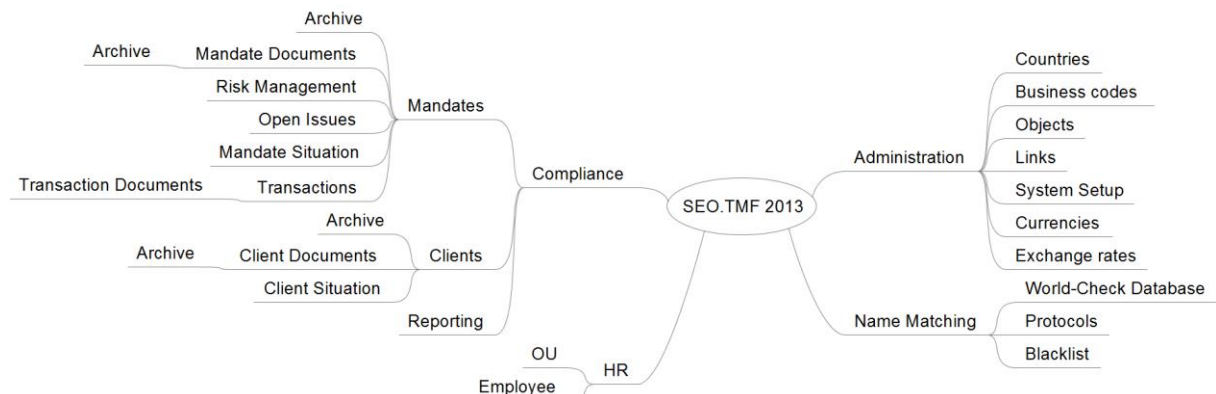 SEO.TMF 2013
Compliance
Mandates
Archive
Mandate Documents
Archive
Risk Management
Open Issues
Mandate Situation
Transactions
Transaction Documents
Clients
Archive
Client Documents
Archive
Client Situation
Reporting
HR
OU
Employee
Administration
Countries
Business codes
Objects
Links
System Setup
Currencies
Exchange rates
Name Matching
World-Check Database
Protocols
Blacklist